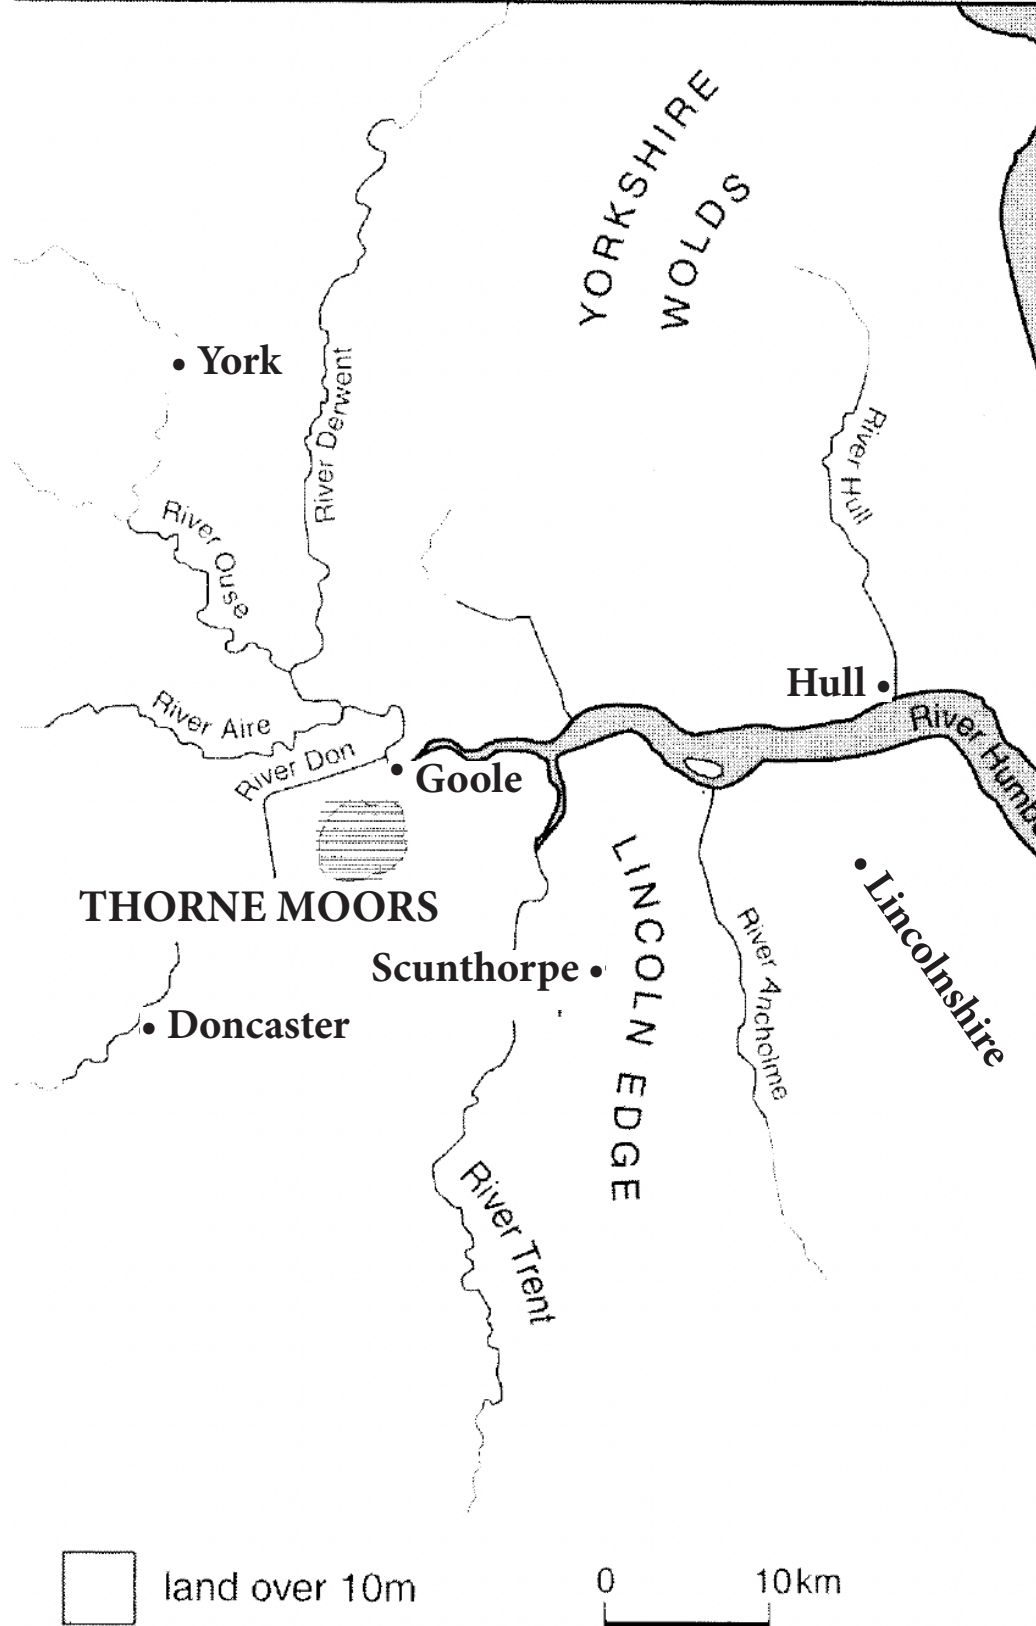 YORKSHIRE
WOLDS
York
River Derwent
River Hull
River Ouse
Hull
River Aire
River Humb
River Don
Goole
LINCOLN EDGE
THORNE MOORS
Lincolnshire
River Ancholme
Scunthorpe
Doncaster
River Trent
land over 10m
0 10km